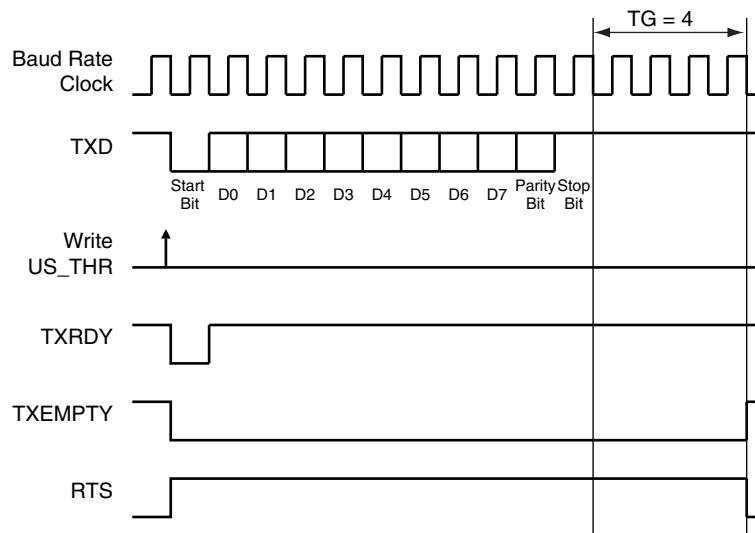 TG = 4
Baud Rate
Clock
TXD
Start
Bit
D0
D1
D2
D3
D4
D5
D6
D7
Parity
Bit
Stop
Bit
Write
US_THR
TXRDY
TXEMPTY
RTS